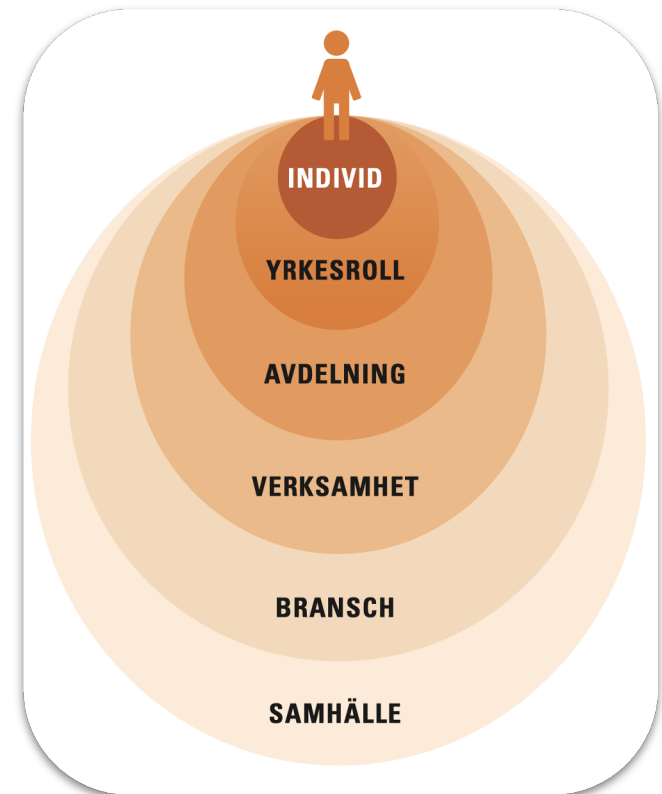 INDIVID
YRKESROLL
AVDELNING
VERKSAMHET
BRANSCH
SAMHÄLLE